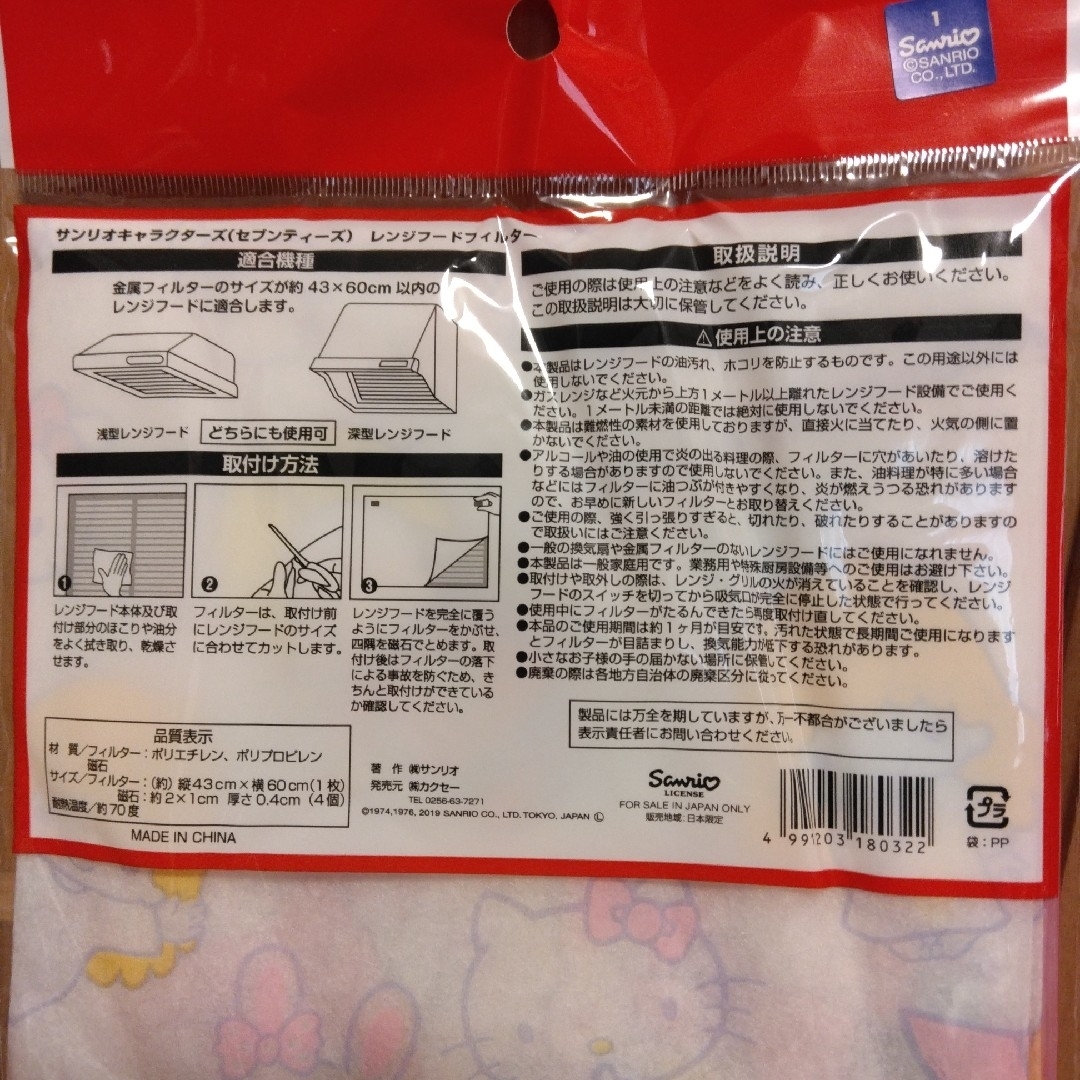 1
Sanrio
©SANRIO
CO.,LTD.
サンリオキャラクターズ(セブンティーズ) レンジフードフィルター
適合機種
金属フィルターのサイズが約 43×60cm 以内の
レンジフードに適合します。
浅型レンジフード
どちらにも使用可
深型レンジフード
取付け方法
1
レンジフード本体及び取
付け部分のほこりや油分
をよく拭き取り、乾燥さ
せます。
2
フィルターは、取付け前
にレンジフードのサイズ
に合わせてカットします。
3
レンジフードを完全に覆う
ようにフィルターをかぶせ、
四隅を磁石でとめます。取
付け後はフィルターの落下
による事故を防ぐため、き
ちんと取付けができている
か確認してください。
品質表示
材 質/フィルター:ポリエチレン、ポリプロピレン
磁石
サイズ/フィルター:(約)縦43cm×横60cm(1枚)
磁石:約2×1cm 厚さ0.4cm(4個)
耐熱温度/約70度
MADE IN CHINA
著 作 ㈱サンリオ
発売元 ㈱カクセー
TEL 0256-63-7271
©1974,1976, 2019 SANRIO CO., LTD. TOKYO, JAPAN Ⓛ
取扱説明
ご使用の際は使用上の注意などをよく読み、正しくお使いください。
この取扱説明は大切に保管してください。
⚠使用上の注意
●本製品はレンジフードの油汚れ、ホコリを防止するものです。この用途以外には
使用しないでください。
●ガスレンジなど火元から上方1メートル以上離れたレンジフード設備でご使用く
ださい。1メートル未満の距離では絶対に使用しないでください。
●本製品は難燃性の素材を使用しておりますが、直接火に当てたり、火気の側に置
かないでください。
●アルコールや油の使用で炎の出る料理の際、フィルターに穴があいたり、溶けた
りする場合がありますので使用しないでください。また、油料理が特に多い場合
などにはフィルターに油つぶが付きやすくなり、炎が燃えうつる恐れがあります
ので、お早めに新しいフィルターとお取り替えください。
●ご使用の際、強く引っ張りすぎると、切れたり、破れたりすることがありますの
で取扱いにはご注意ください。
●一般の換気扇や金属フィルターのないレンジフードにはご使用になれません。
●本製品は一般家庭用です。業務用や特殊厨房設備等へのご使用はお避け下さい。
●取付けや取外しの際は、レンジ・グリルの火が消えていることを確認し、レンジ
フードのスイッチを切ってから吸気口が完全に停止した状態で行ってください。
●使用中にフィルターがたるんできたら再度取付け直してください。
●本品のご使用期間は約1ヶ月が目安です。汚れた状態で長期間ご使用になります
とフィルターが目詰まりし、換気能力が低下する恐れがあります。
●小さなお子様の手の届かない場所に保管してください。
●廃棄の際は各地方自治体の廃棄区分に従ってください。
製品には万全を期していますが、万一不都合がございましたら
表示責任者にお問い合わせください。
Sanrio
LICENSE
FOR SALE IN JAPAN ONLY
販売地域:日本限定
4 991203 180322
プラ
袋:PP